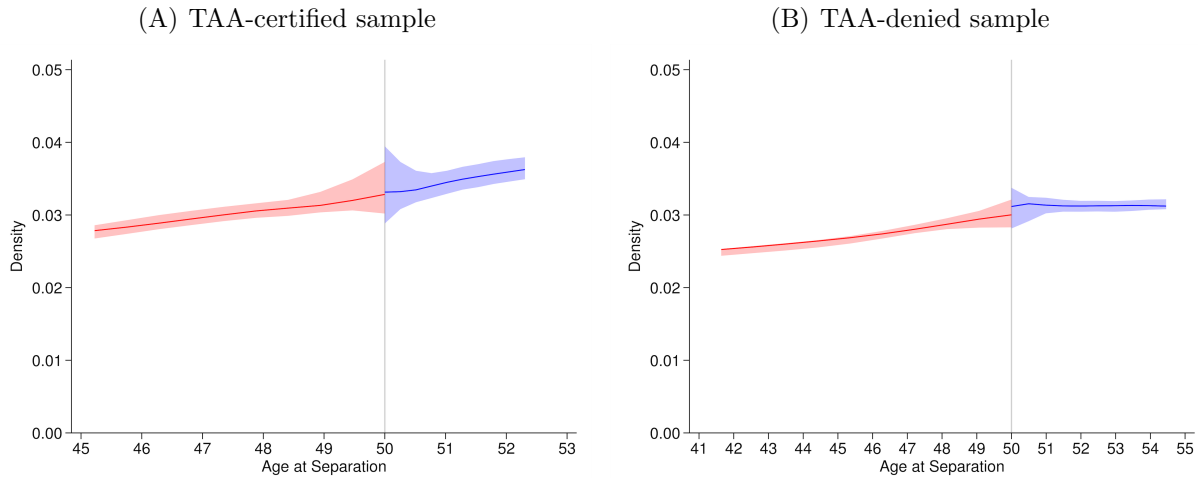 (A) TAA-certified sample
(B) TAA-denied sample
0.05
0.04
0.03
0.02
0.01
0.00
Density
45 46 47 48 49 50 51 52 53
Age at Separation
0.05
0.04
0.03
0.02
0.01
0.00
Density
41 42 43 44 45 46 47 48 49 50 51 52 53 54 55
Age at Separation